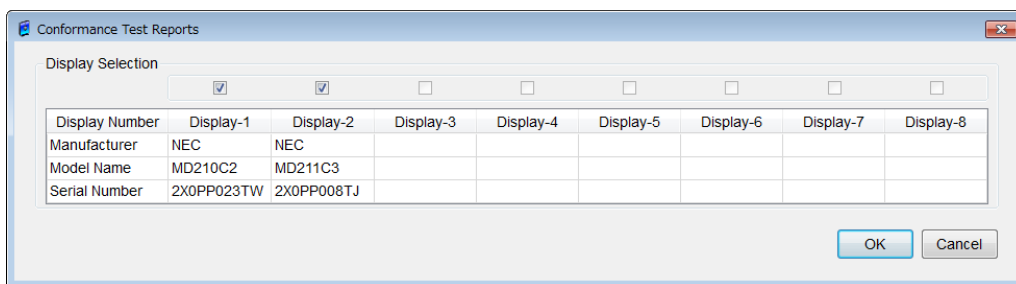 Conformance Test Reports
Display Selection
Display Number Display-1 Display-2 Display-3 Display-4 Display-5 Display-6 Display-7 Display-8
Manufacturer NEC NEC
Model Name MD210C2 MD211C3
Serial Number 2X0PP023TW 2X0PP008TJ
OK Cancel